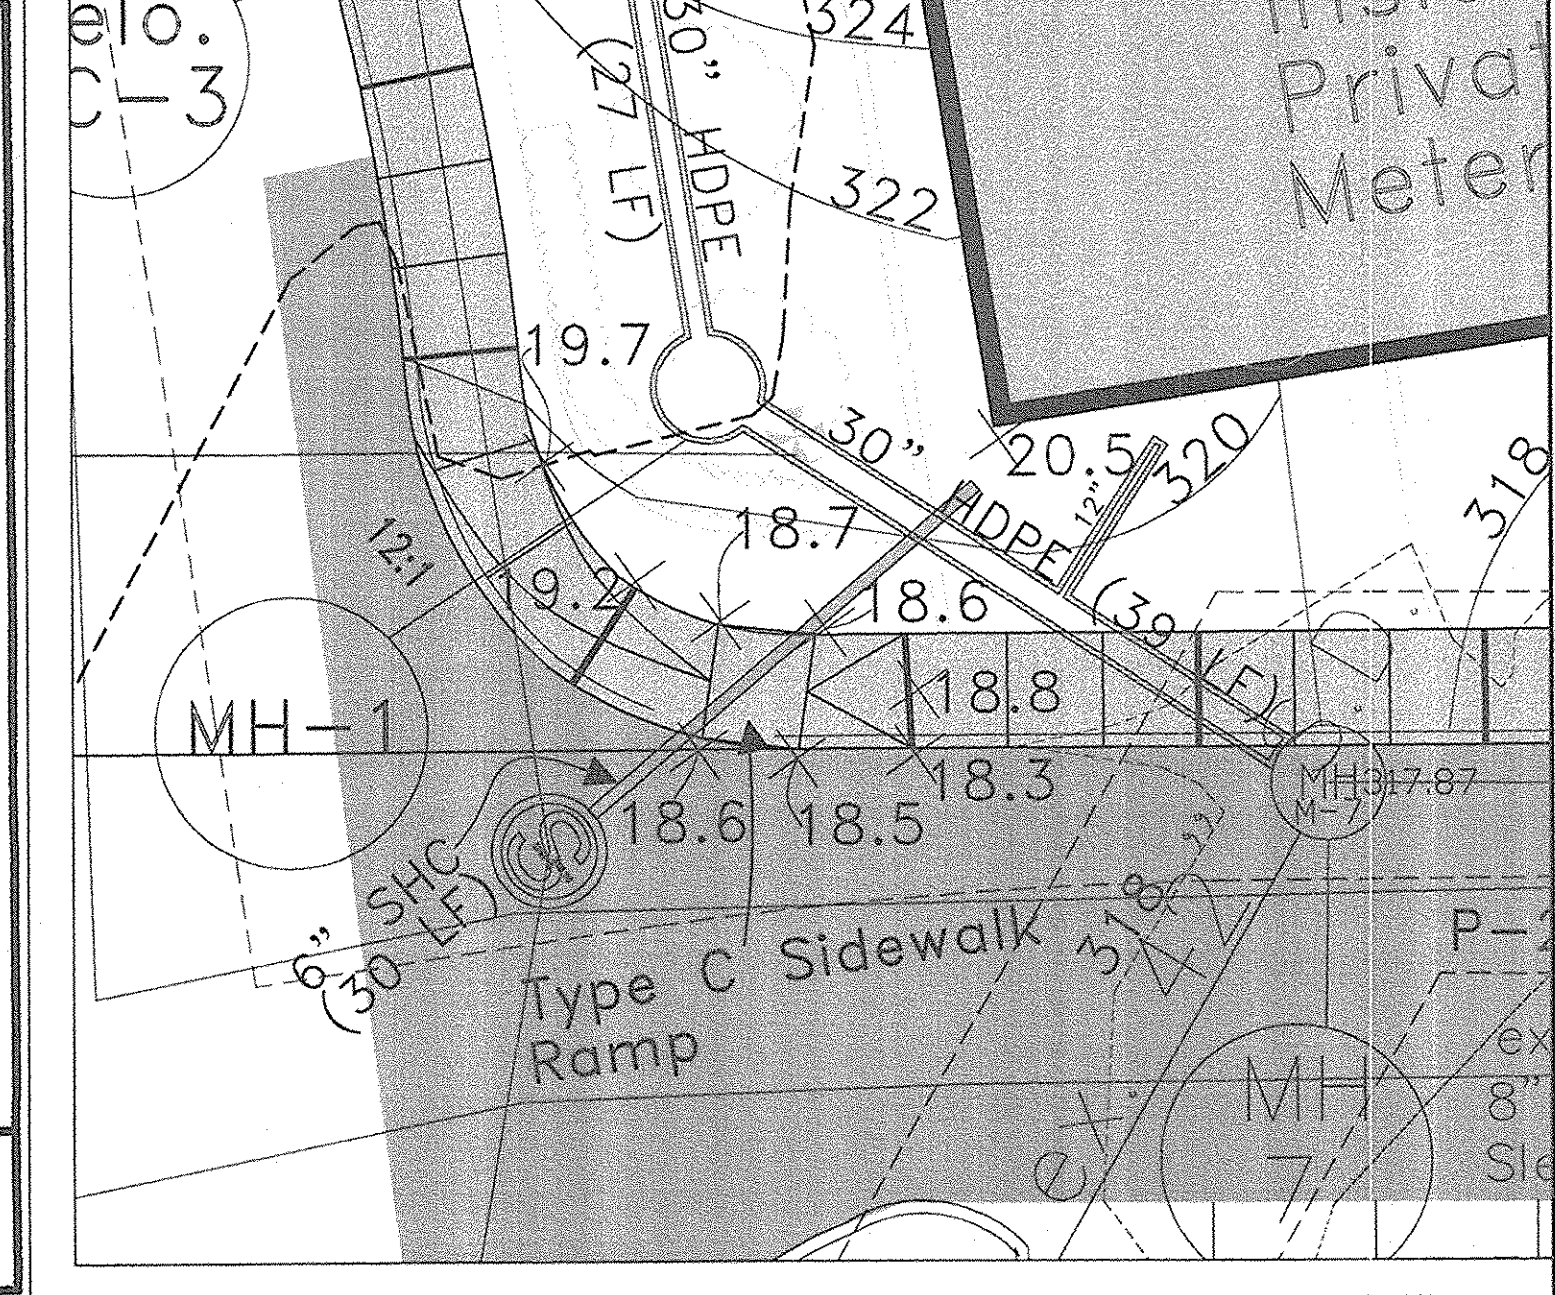 elo.
C-3
30" HDPE
(27 LF)
324
322
Privat
Meter
19.7
30" HDPE (39 LF)
20.5
12"
320
318
18.7
12:1
19.2
18.6
18.8
MH-1
18.3
MH317.87
M-7
18.6
18.5
6" SHC
(30 LF)
S
318
P-2
Type C Sidewalk
Ramp
MH
7
ex
8"
Sle